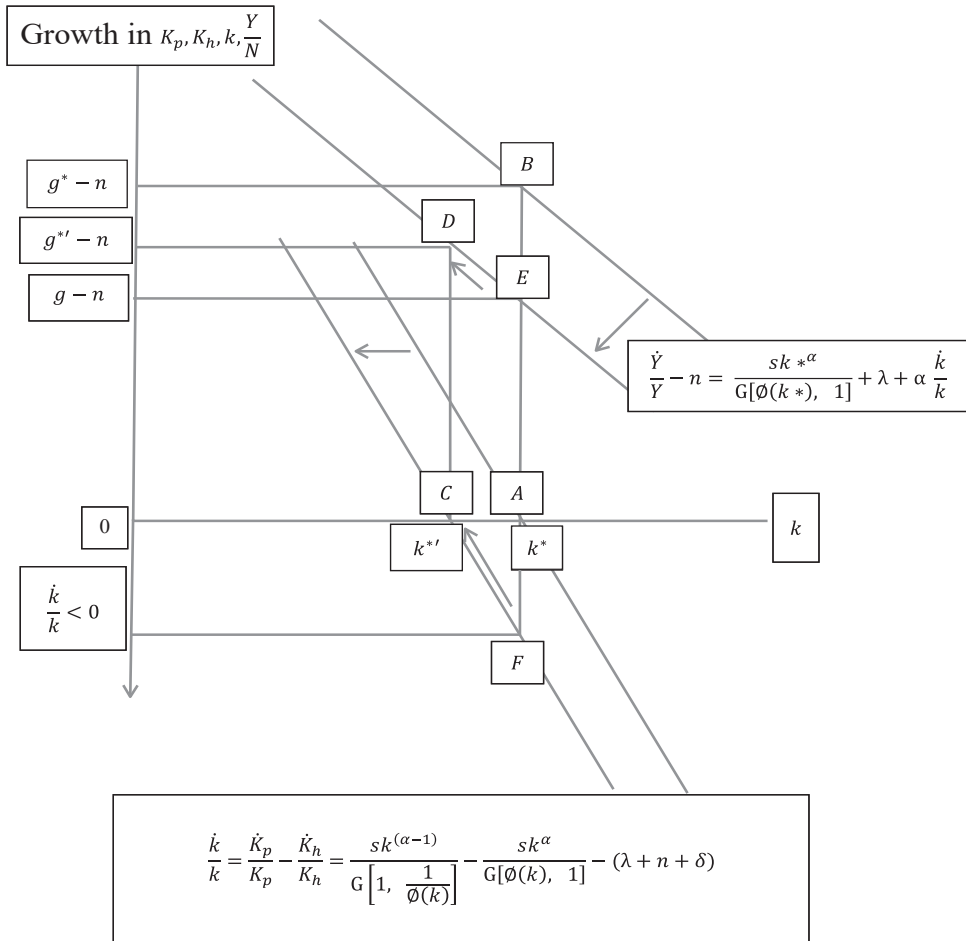 Growth in K_p, K_h, k, Y/N
B
g* − n
D
g*′ − n
E
g − n
Ẏ/Y − n = sk *^α / G[∅(k *), 1] + λ + α k̇/k
C
A
0
k
k*′
k*
k̇/k < 0
F
k̇/k = K̇_p/K_p − K̇_h/K_h = sk^(α−1) / G[1, 1/∅(k)] − sk^α / G[∅(k), 1] − (λ + n + δ)